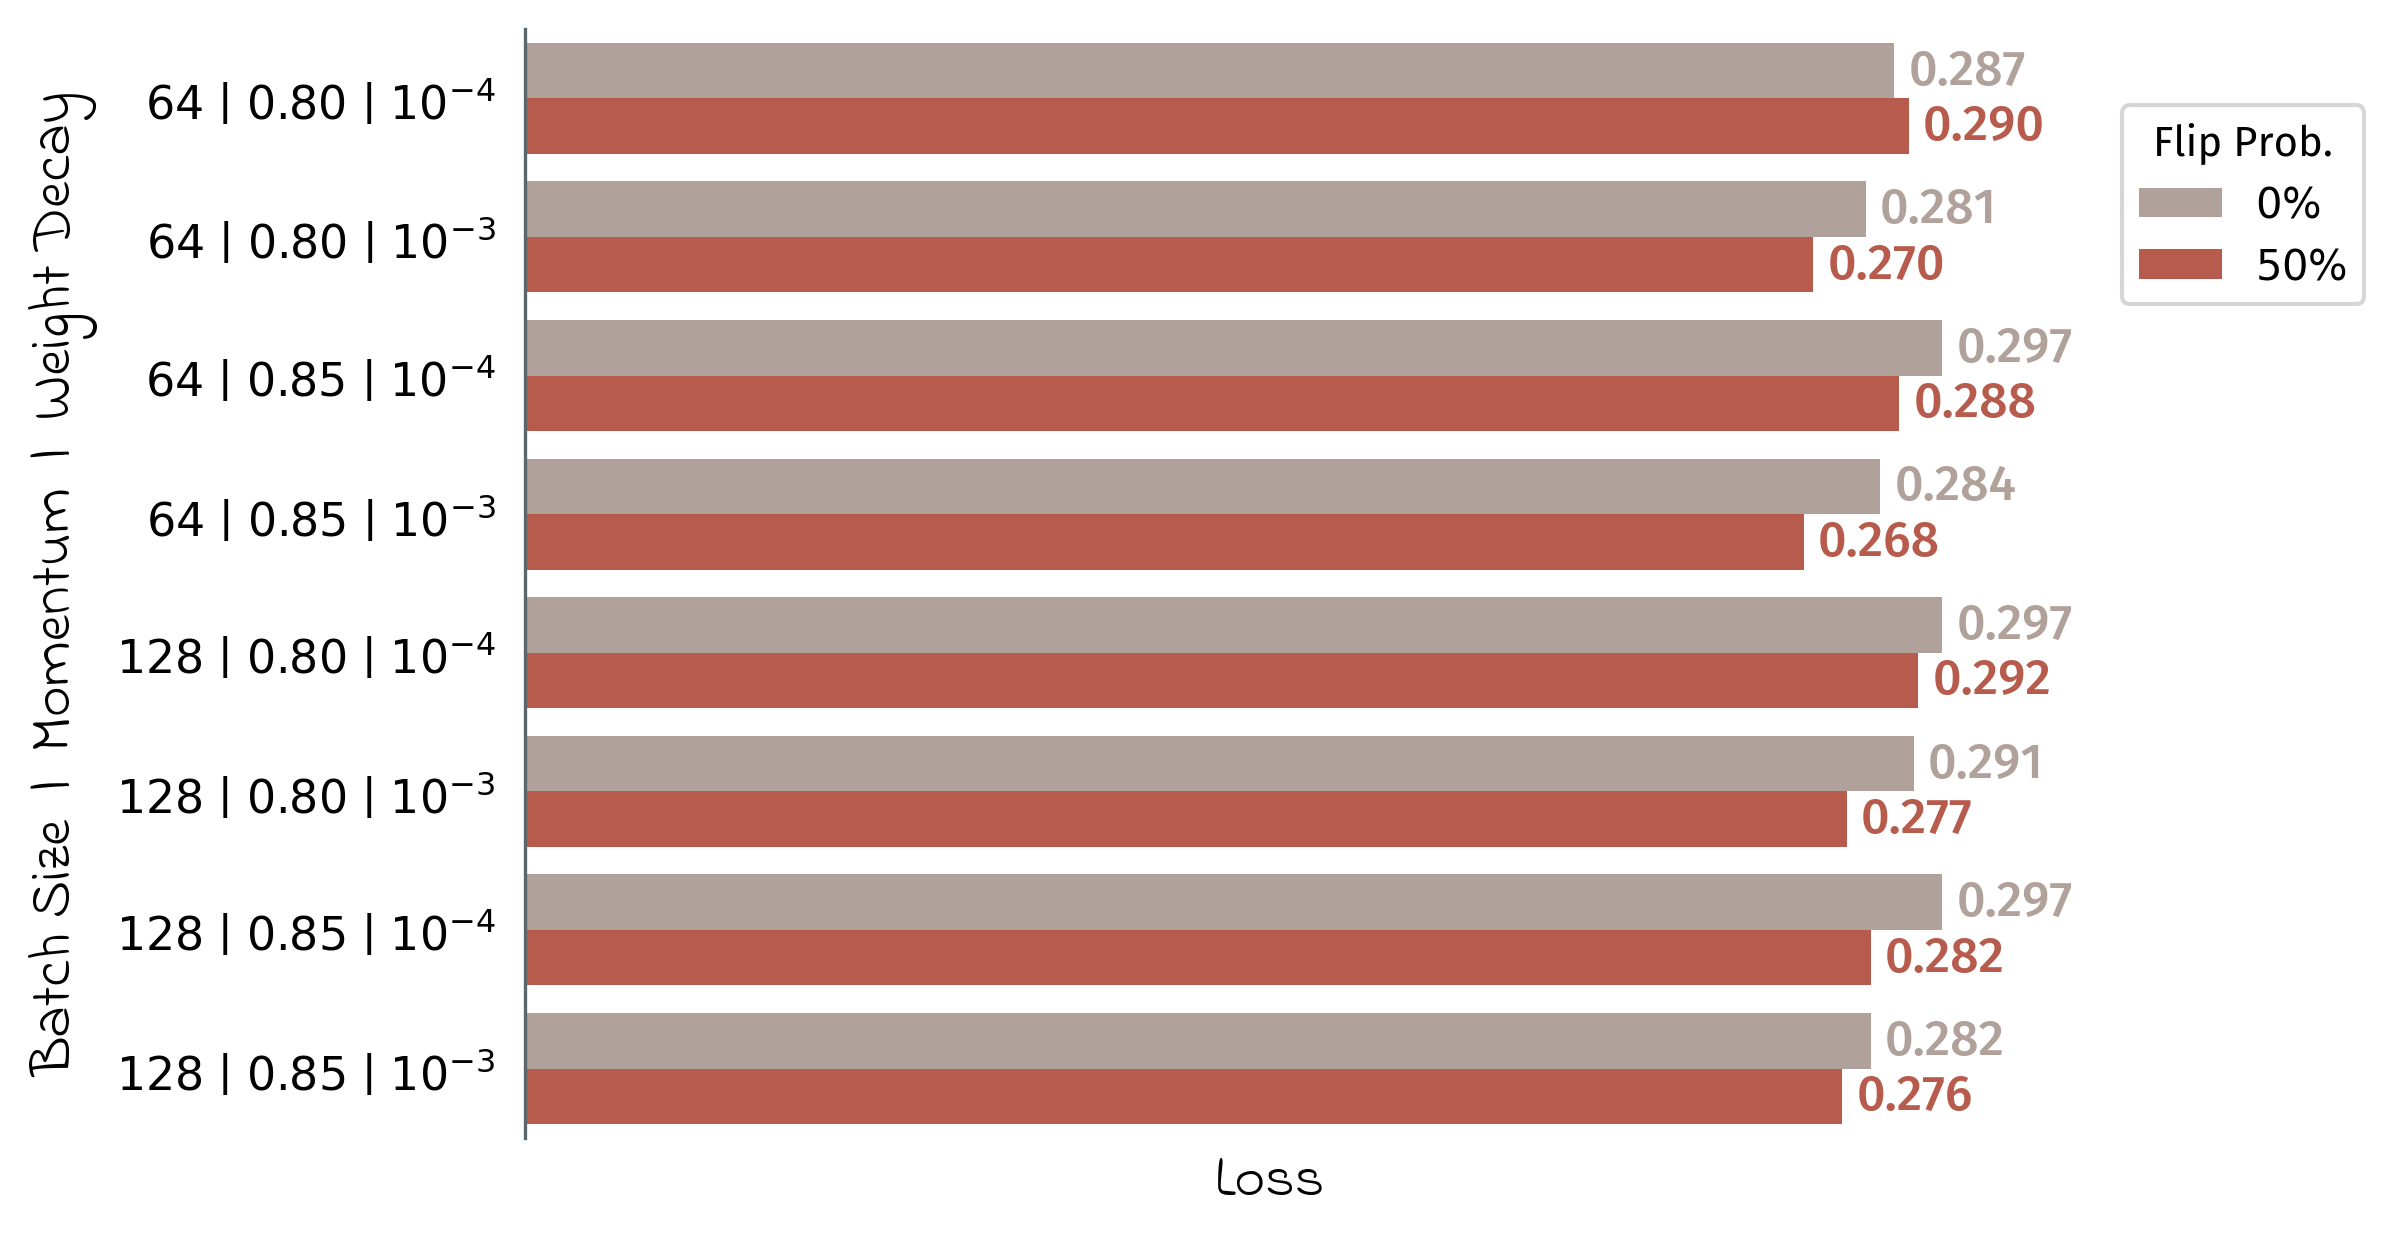 Batch Size | Momentum | Weight Decay
64 | 0.80 | 10⁻⁴
0.287
0.290
64 | 0.80 | 10⁻³
0.281
0.270
64 | 0.85 | 10⁻⁴
0.297
0.288
64 | 0.85 | 10⁻³
0.284
0.268
128 | 0.80 | 10⁻⁴
0.297
0.292
128 | 0.80 | 10⁻³
0.291
0.277
128 | 0.85 | 10⁻⁴
0.297
0.282
128 | 0.85 | 10⁻³
0.282
0.276
Loss
Flip Prob.
0%
50%